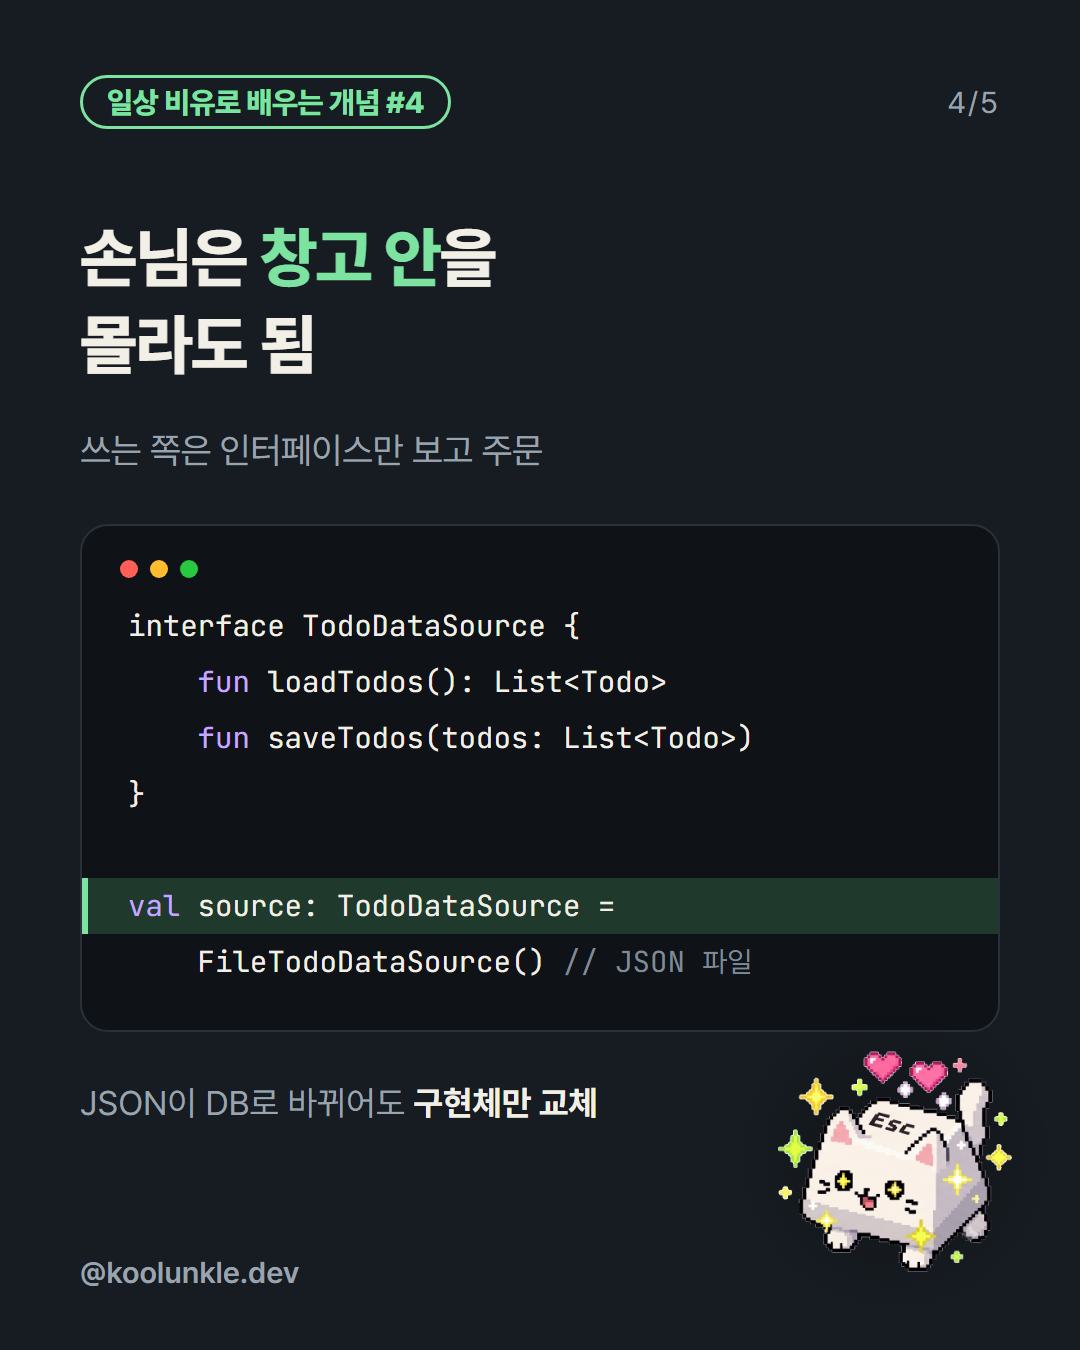 일상 비유로 배우는 개념 #4
4/5
손님은 창고 안을
몰라도 됨
쓰는 쪽은 인터페이스만 보고 주문
interface TodoDataSource {
    fun loadTodos(): List<Todo>
    fun saveTodos(todos: List<Todo>)
}
val source: TodoDataSource =
    FileTodoDataSource() // JSON 파일
JSON이 DB로 바뀌어도 구현체만 교체
Esc
@koolunkle.dev